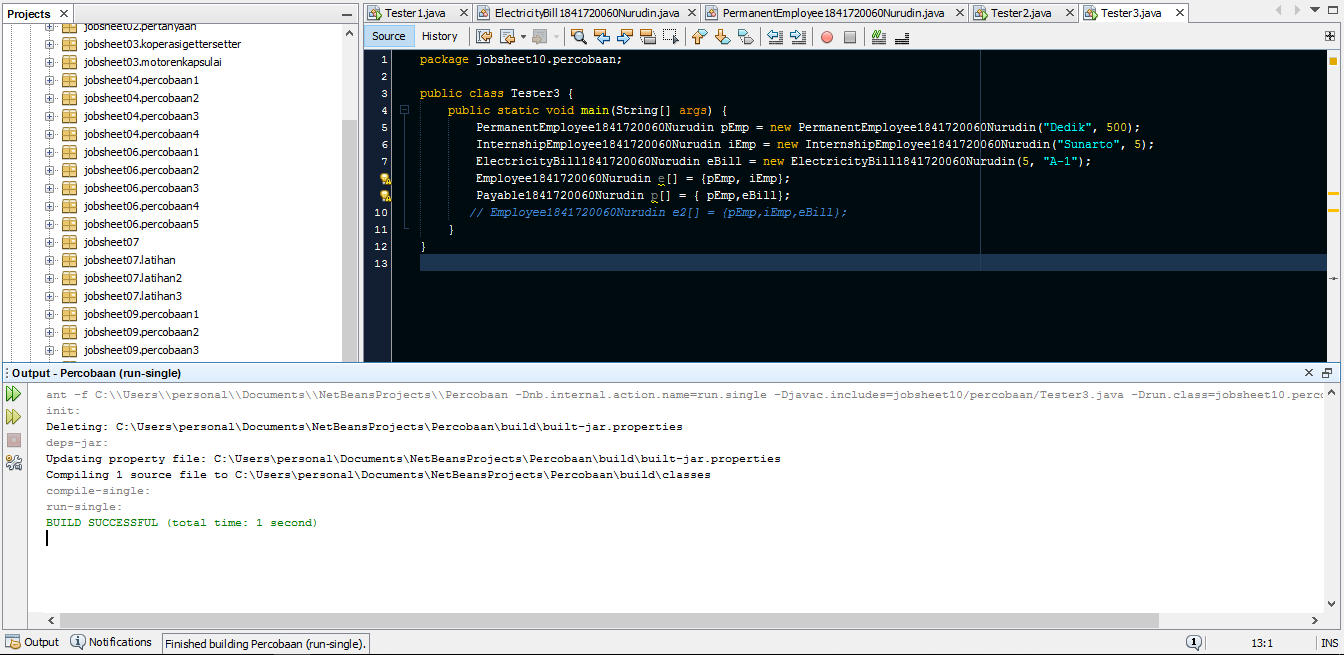 Projects
Tester1.java ElectricityBill1841720060Nurudin.java PermanentEmployee1841720060Nurudin.java Tester2.java Tester3.java
jobsheet02.pertanyaan
jobsheet03.koperasigettersetter
jobsheet03.motorenkapsulai
jobsheet04.percobaan1
jobsheet04.percobaan2
jobsheet04.percobaan3
jobsheet04.percobaan4
jobsheet06.percobaan1
jobsheet06.percobaan2
jobsheet06.percobaan3
jobsheet06.percobaan4
jobsheet06.percobaan5
jobsheet07
jobsheet07.latihan
jobsheet07.latihan2
jobsheet07.latihan3
jobsheet09.percobaan1
jobsheet09.percobaan2
jobsheet09.percobaan3
Source History
1 package jobsheet10.percobaan;
2
3 public class Tester3 {
4 public static void main(String[] args) {
5 PermanentEmployee1841720060Nurudin pEmp = new PermanentEmployee1841720060Nurudin("Dedik", 500);
6 InternshipEmployee1841720060Nurudin iEmp = new InternshipEmployee1841720060Nurudin("Sunarto", 5);
7 ElectricityBill1841720060Nurudin eBill = new ElectricityBill1841720060Nurudin(5, "A-1");
Employee1841720060Nurudin e[] = {pEmp, iEmp};
Payable1841720060Nurudin p[] = { pEmp,eBill};
10 // Employee1841720060Nurudin e2[] = {pEmp,iEmp,eBill};
11 }
12 }
13
Output - Percobaan (run-single)
ant -f C:\\Users\\personal\\Documents\\NetBeansProjects\\Percobaan -Dnb.internal.action.name=run.single -Djavac.includes=jobsheet10/percobaan/Tester3.java -Drun.class=jobsheet10.perco
init:
Deleting: C:\Users\personal\Documents\NetBeansProjects\Percobaan\build\built-jar.properties
deps-jar:
Updating property file: C:\Users\personal\Documents\NetBeansProjects\Percobaan\build\built-jar.properties
Compiling 1 source file to C:\Users\personal\Documents\NetBeansProjects\Percobaan\build\classes
compile-single:
run-single:
BUILD SUCCESSFUL (total time: 1 second)
Output Notifications Finished building Percobaan (run-single). 1 13:1 INS